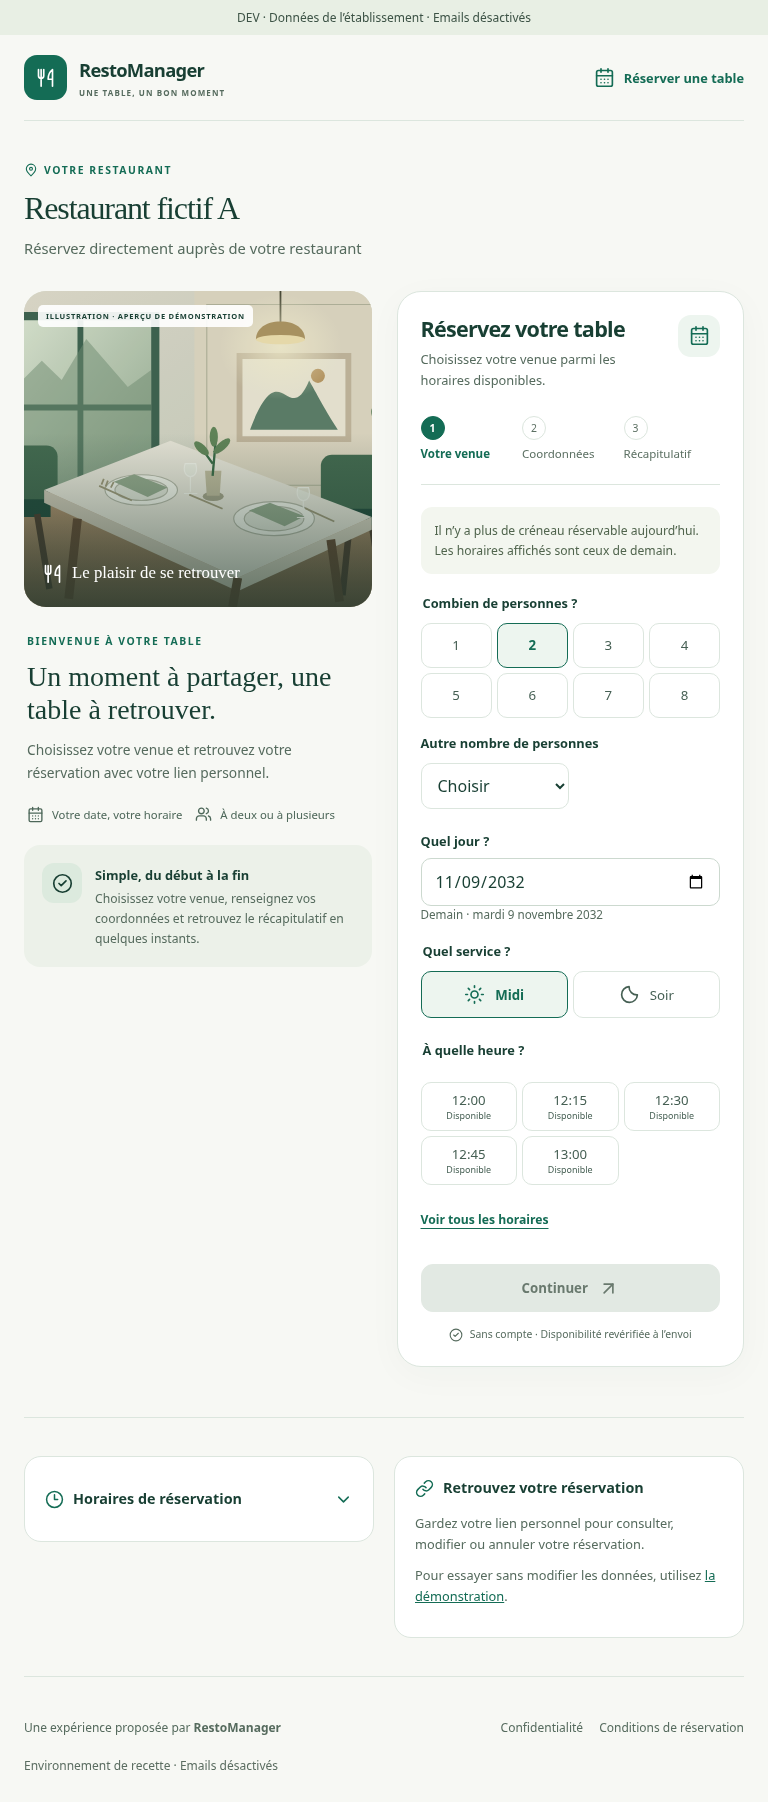 DEV · Données de l'établissement · Emails désactivés
RestoManager
UNE TABLE, UN BON MOMENT
Réserver une table
VOTRE RESTAURANT
Restaurant fictif A
Réservez directement auprès de votre restaurant
ILLUSTRATION · APERÇU DE DÉMONSTRATION
Le plaisir de se retrouver
BIENVENUE À VOTRE TABLE
Un moment à partager, une
table à retrouver.
Choisissez votre venue et retrouvez votre
réservation avec votre lien personnel.
Votre date, votre horaire
À deux ou à plusieurs
Simple, du début à la fin
Choisissez votre venue, renseignez vos
coordonnées et retrouvez le récapitulatif en
quelques instants.
Réservez votre table
Choisissez votre venue parmi les
horaires disponibles.
1 2 3
Votre venue Coordonnées Récapitulatif
Il n’y a plus de créneau réservable aujourd’hui.
Les horaires affichés sont ceux de demain.
Combien de personnes ?
1 2 3 4
5 6 7 8
Autre nombre de personnes
Choisir
Quel jour ?
11/09/2032
Demain · mardi 9 novembre 2032
Quel service ?
Midi Soir
À quelle heure ?
12:00 12:15 12:30
Disponible Disponible Disponible
12:45 13:00
Disponible Disponible
Voir tous les horaires
Continuer
Sans compte · Disponibilité revérifiée à l’envoi
Horaires de réservation
Retrouvez votre réservation
Gardez votre lien personnel pour consulter,
modifier ou annuler votre réservation.
Pour essayer sans modifier les données, utilisez la
démonstration.
Une expérience proposée par RestoManager
Confidentialité Conditions de réservation
Environnement de recette · Emails désactivés